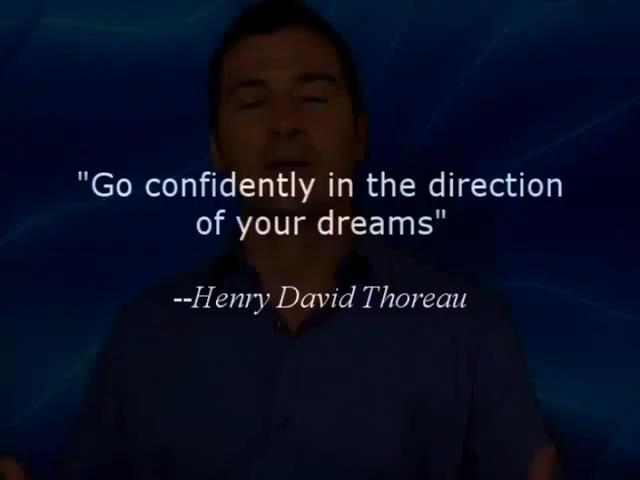 "Go confidently in the direction
of your dreams"
--Henry David Thoreau